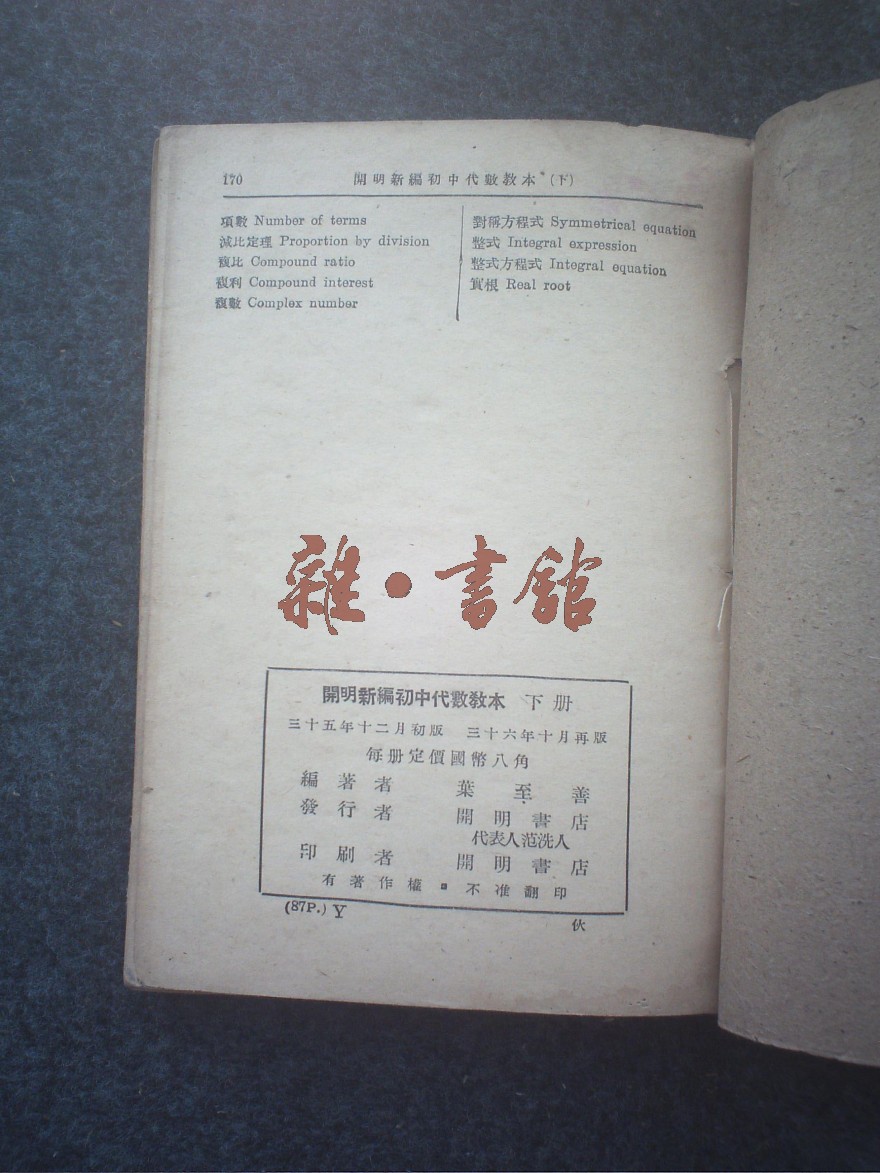 170 開明新編初中代數教本 (下)
項數 Number of terms
減比定理 Proportion by division
複比 Compound ratio
複利 Compound interest
複數 Complex number
對稱方程式 Symmetrical equation
整式 Integral expression
整式方程式 Integral equation
實根 Real root
雜·書館
開明新編初中代數教本 下册
三十五年十二月初版 三十六年十月再版
每册定價國幣八角
編著者 葉至善
發行者 開明書店
代表人范洗人
印刷者 開明書店
有著作權·不准翻印
(87P.) Y 伙